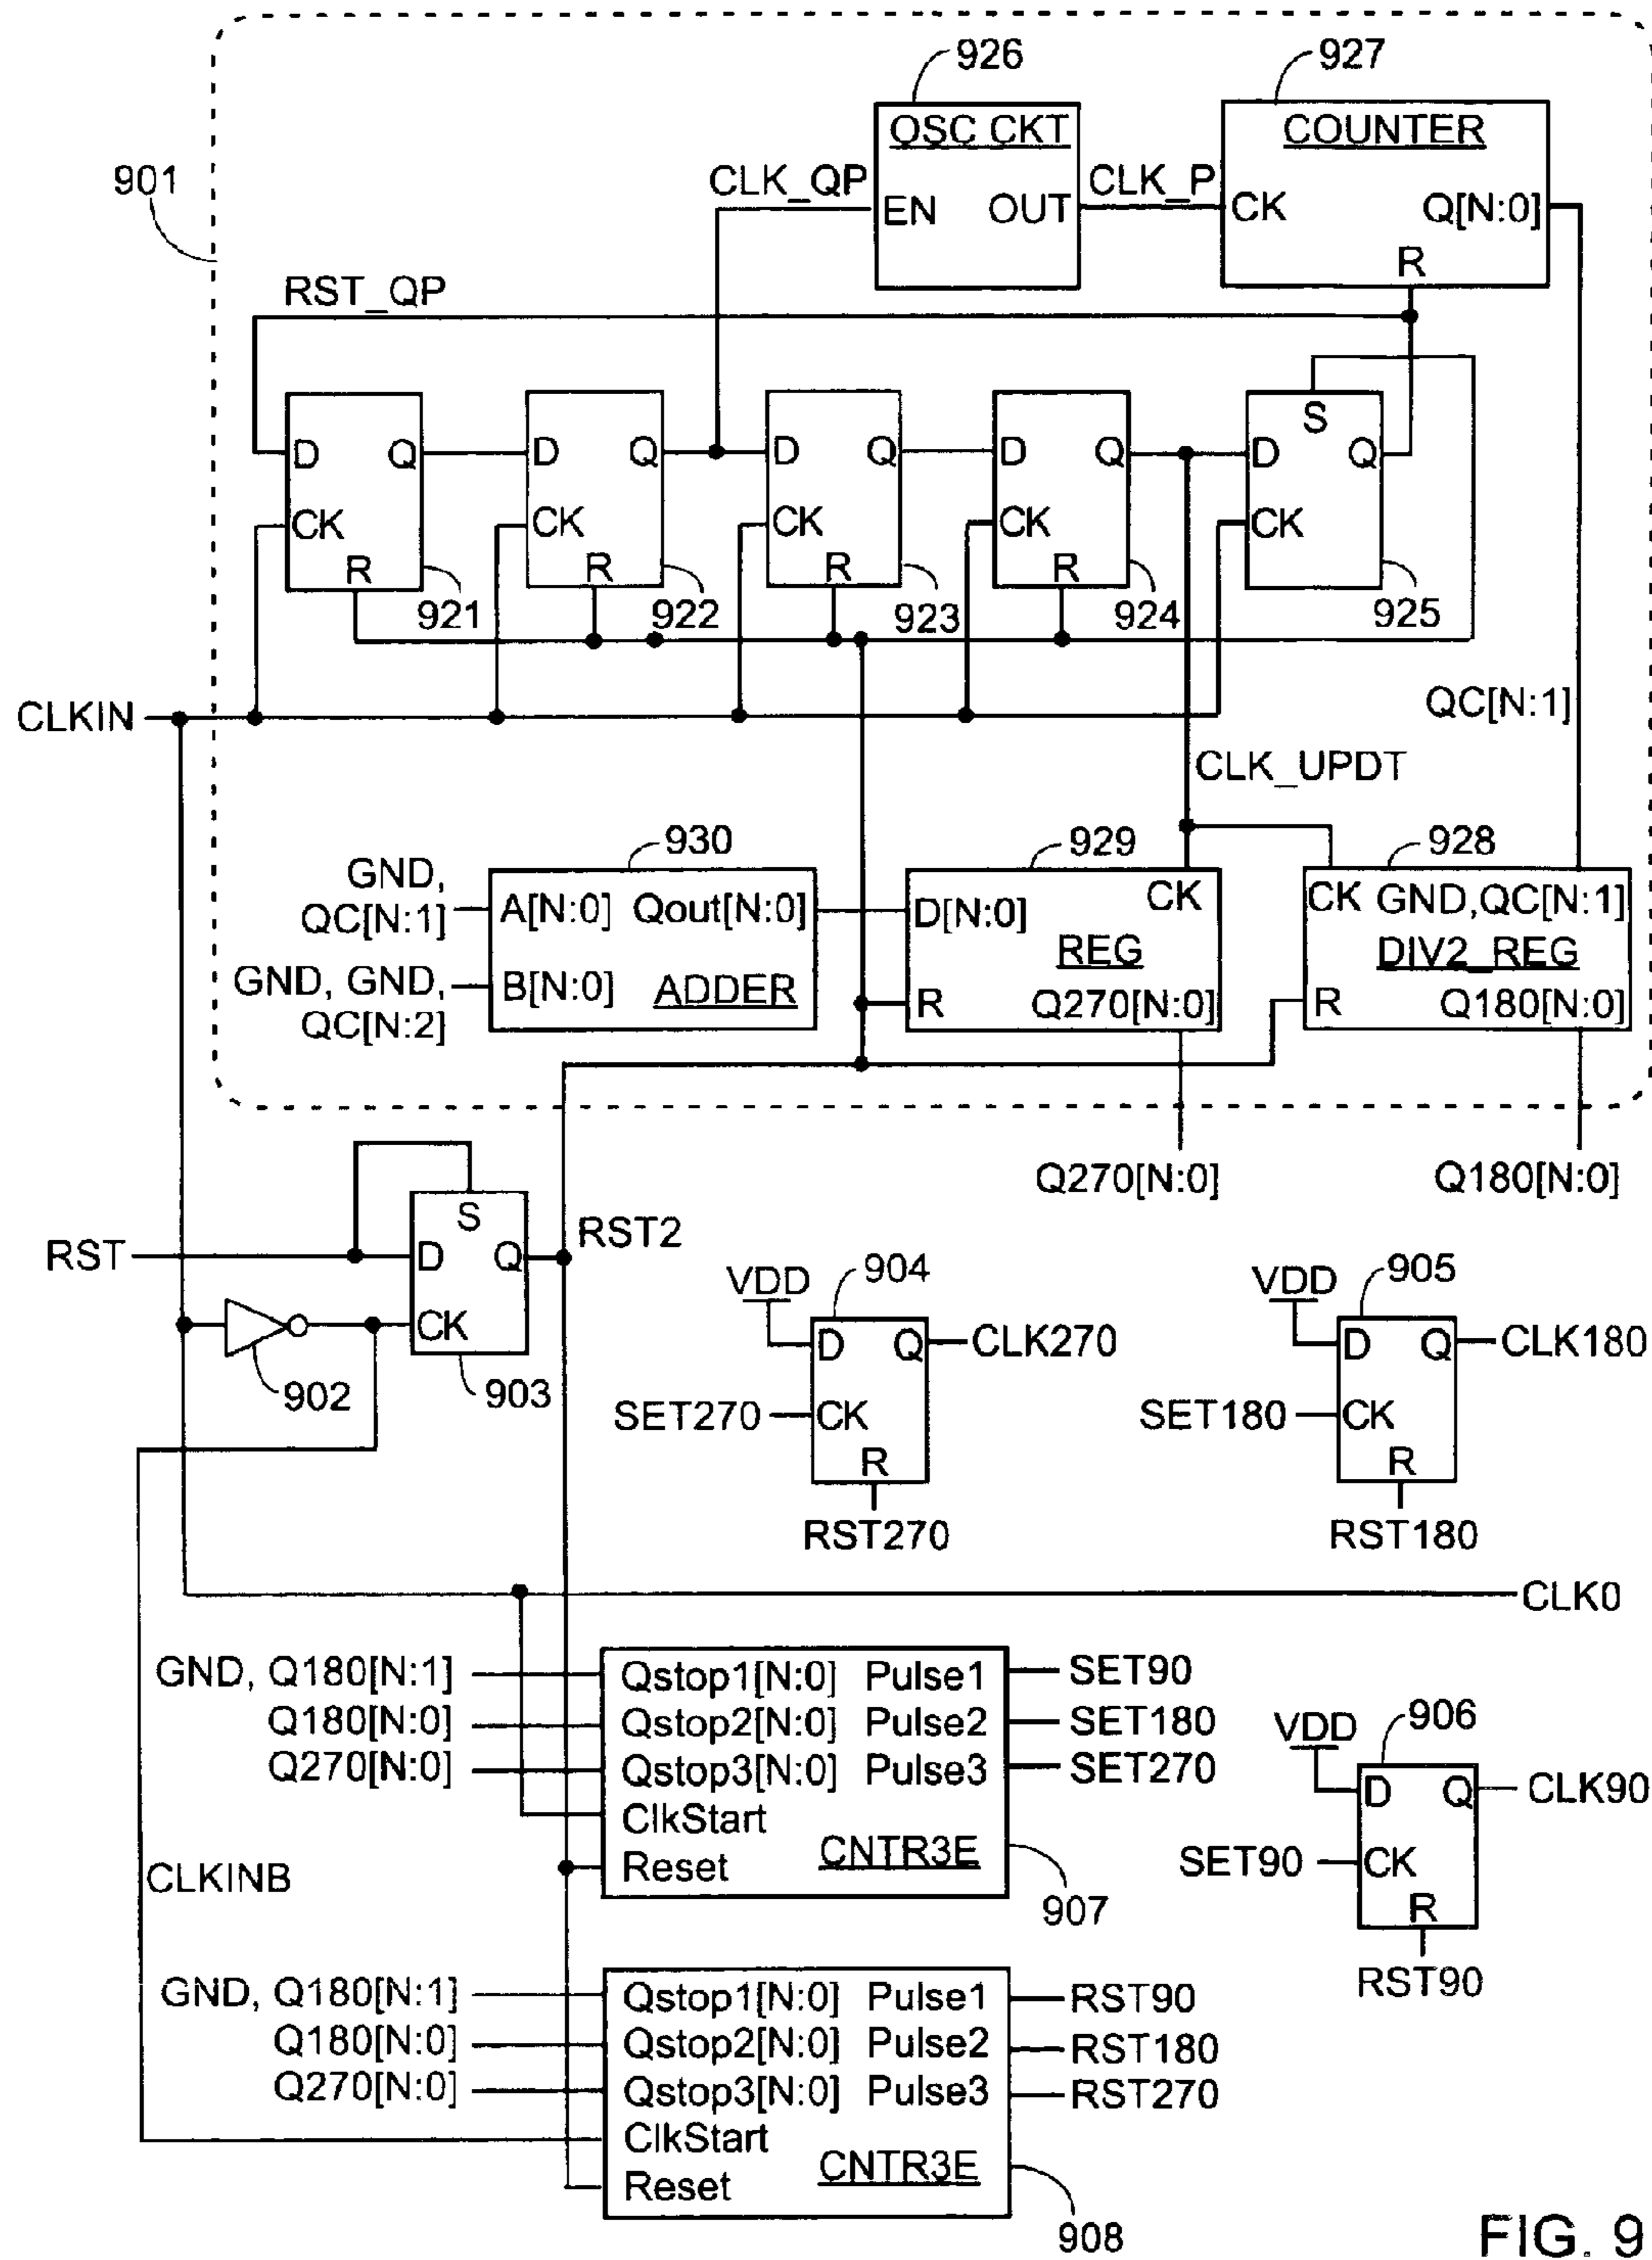 926
927
OSC CKT
COUNTER
901
CLK_QP
CLK_P
EN OUT
CK Q[N:0]
R
RST_QP
S
D Q
D Q
D Q
D Q
D Q
CK
CK
CK
CK
CK
R
R
R
R
921
922
923
924
925
CLKIN
QC[N:1]
CLK_UPDT
930
929
928
GND,
QC[N:1]
A[N:0] Qout[N:0]
D[N:0] CK
CK GND,QC[N:1]
REG
DIV2_REG
GND, GND,
QC[N:2]
B[N:0] ADDER
R Q270[N:0]
R Q180[N:0]
Q270[N:0]
Q180[N:0]
S
RST
D Q
RST2
CK
902
903
VDD
904
D Q
CLK270
SET270
CK
R
RST270
VDD
905
D Q
CLK180
SET180
CK
R
RST180
CLK0
GND, Q180[N:1]
Qstop1[N:0] Pulse1
SET90
Q180[N:0]
Qstop2[N:0] Pulse2
SET180
Q270[N:0]
Qstop3[N:0] Pulse3
SET270
ClkStart
Reset CNTR3E
907
VDD
906
D Q
CLK90
SET90
CK
R
RST90
CLKINB
GND, Q180[N:1]
Qstop1[N:0] Pulse1
RST90
Q180[N:0]
Qstop2[N:0] Pulse2
RST180
Q270[N:0]
Qstop3[N:0] Pulse3
RST270
ClkStart
Reset CNTR3E
908
FIG. 9